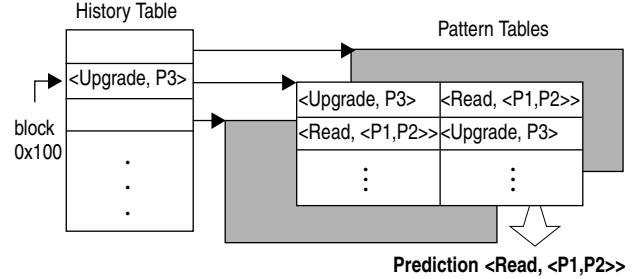 History Table
Pattern Tables
<Upgrade, P3>
block
0x100
<Upgrade, P3> <Read, <P1,P2>>
<Read, <P1,P2>> <Upgrade, P3>
Prediction <Read, <P1,P2>>